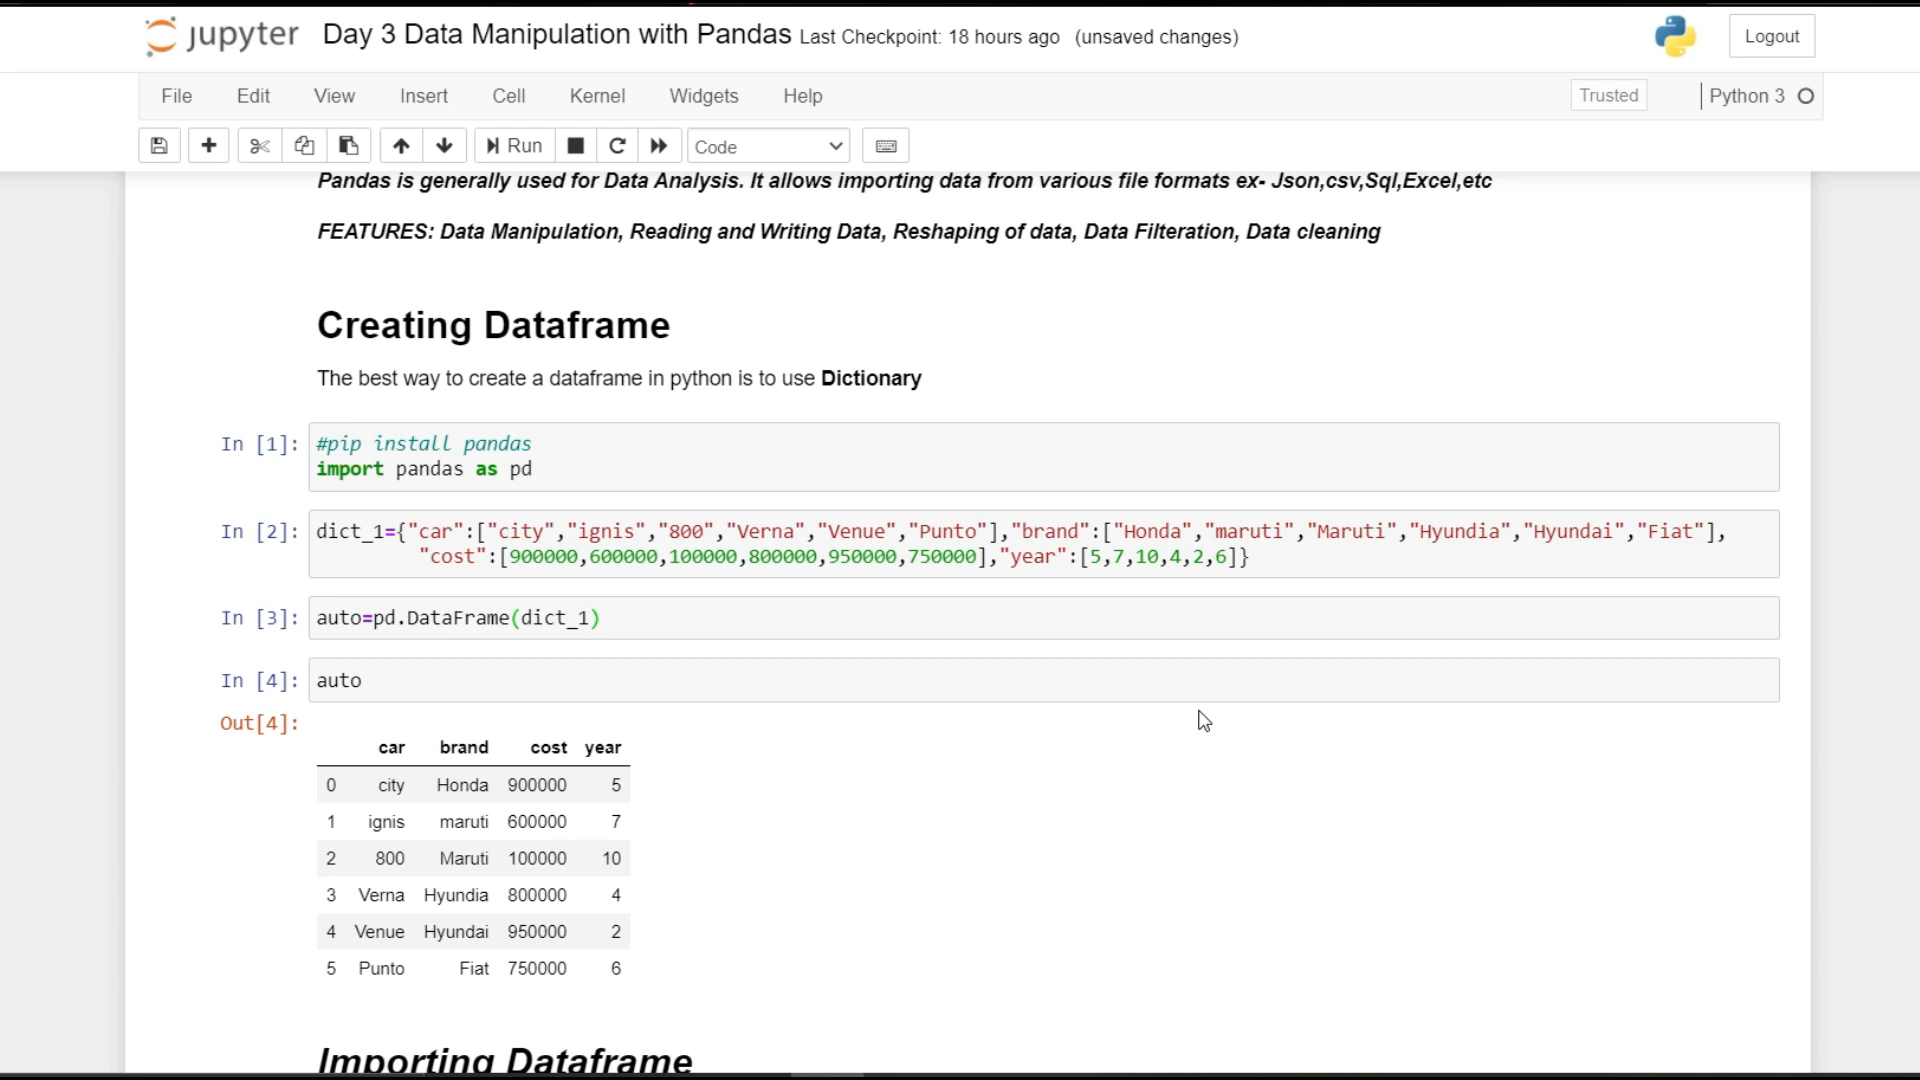 jupyter Day 3 Data Manipulation with Pandas Last Checkpoint: 18 hours ago (unsaved changes) Logout
File Edit View Insert Cell Kernel Widgets Help Trusted Python 3
Run Code
Pandas is generally used for Data Analysis. It allows importing data from various file formats ex- Json,csv,Sql,Excel,etc
FEATURES: Data Manipulation, Reading and Writing Data, Reshaping of data, Data Filteration, Data cleaning
Creating Dataframe
The best way to create a dataframe in python is to use Dictionary
In [1]: #pip install pandas
import pandas as pd
In [2]: dict_1={"car":["city","ignis","800","Verna","Venue","Punto"],"brand":["Honda","maruti","Maruti","Hyundia","Hyundai","Fiat"],
"cost":[900000,600000,100000,800000,950000,750000],"year":[5,7,10,4,2,6]}
In [3]: auto=pd.DataFrame(dict_1)
In [4]: auto
Out[4]:
car brand cost year
0 city Honda 900000 5
1 ignis maruti 600000 7
2 800 Maruti 100000 10
3 Verna Hyundia 800000 4
4 Venue Hyundai 950000 2
5 Punto Fiat 750000 6
Importing Dataframe